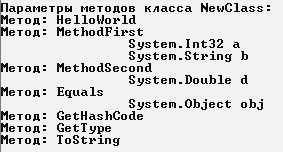 Параметры методов класса NewClass:
Метод: HelloWorld
Метод: MethodFirst
System.Int32 a
System.String b
Метод: MethodSecond
System.Double d
Метод: Equals
System.Object obj
Метод: GetHashCode
Метод: GetType
Метод: ToString